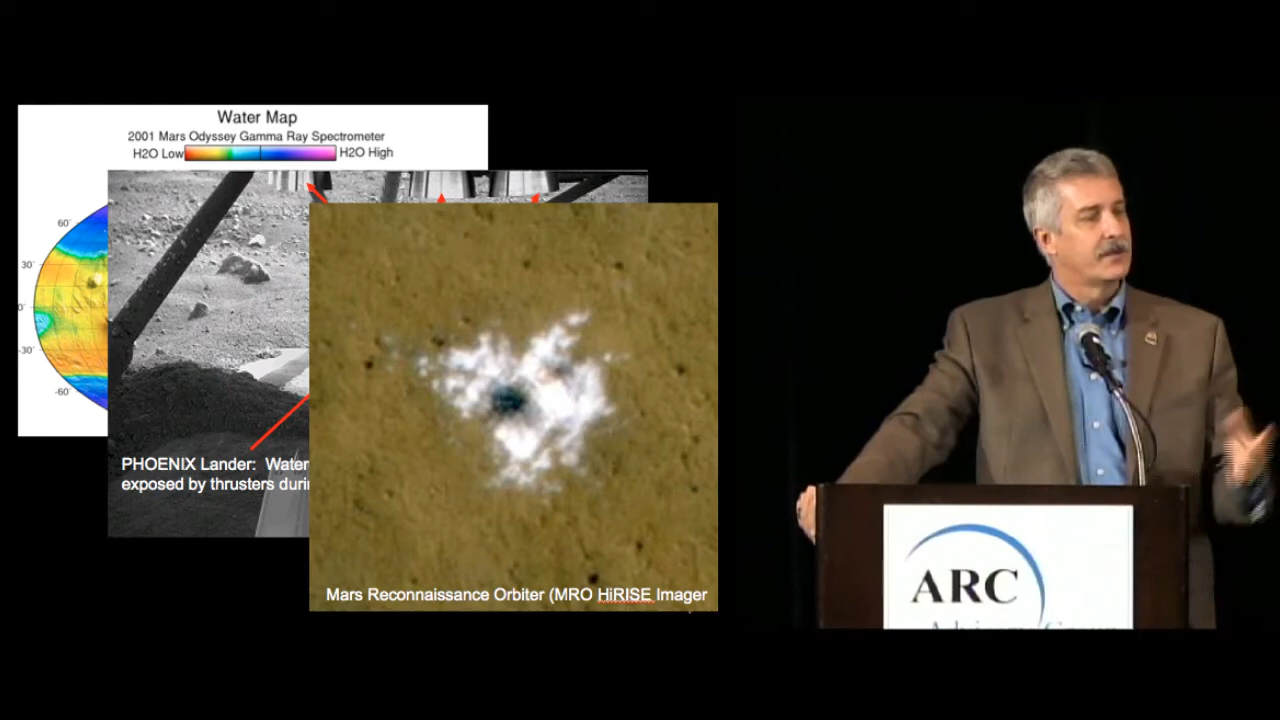 Water Map
2001 Mars Odyssey Gamma Ray Spectrometer
H2O Low
H2O High
60°
30°
0°
-30°
-60°
PHOENIX Lander: Water
exposed by thrusters duri
Mars Reconnaissance Orbiter (MRO HiRISE Imager
ARC